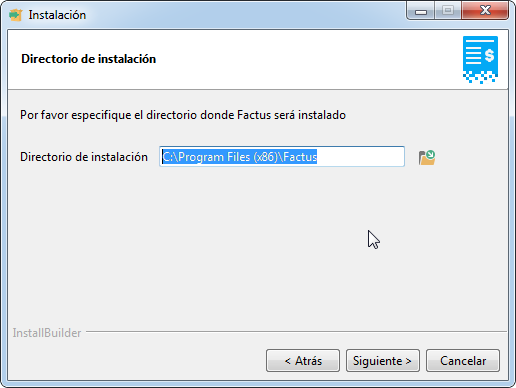 Instalación
Directorio de instalación
$
Por favor especifique el directorio donde Factus será instalado
Directorio de instalación C:\Program Files (x86)\Factus
InstallBuilder
< Atrás Siguiente > Cancelar